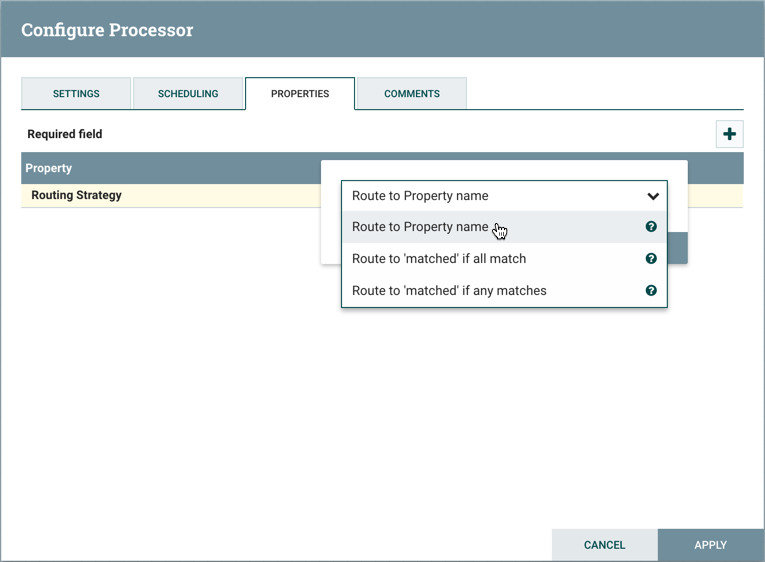 Configure Processor
SETTINGS SCHEDULING PROPERTIES COMMENTS
Required field
Property
Routing Strategy
Route to Property name
Route to Property name
Route to 'matched' if all match
Route to 'matched' if any matches
CANCEL APPLY